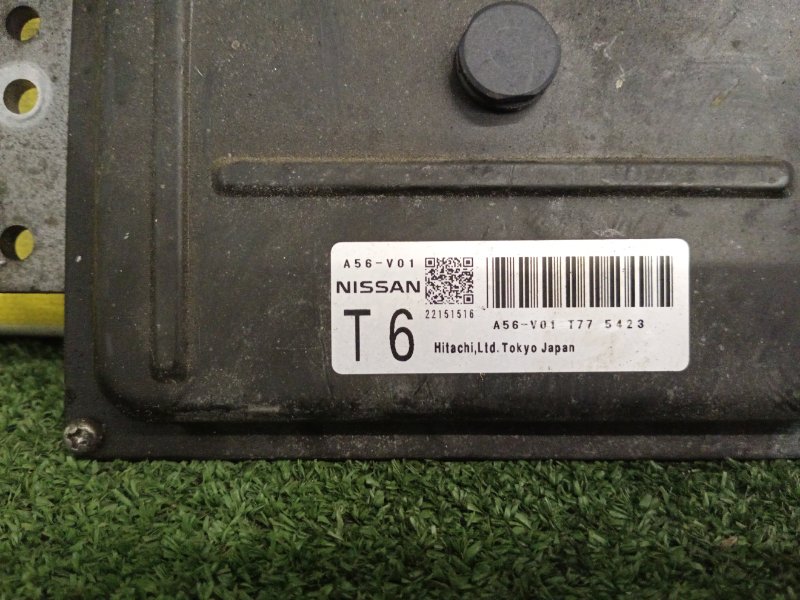 A56-V01
NISSAN
22151516
T6
A56-V01 T77 5423
Hitachi,Ltd.Tokyo Japan